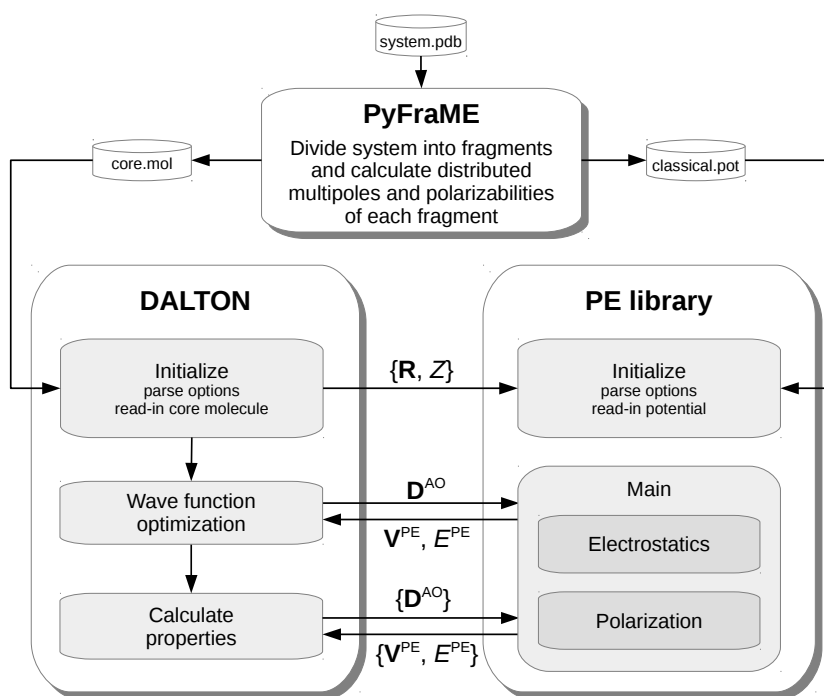 system.pdb
PyFraME
Divide system into fragments
and calculate distributed
multipoles and polarizabilities
of each fragment
core.mol
classical.pot
DALTON
PE library
Initialize
parse options
read-in core molecule
{R, Z}
Initialize
parse options
read-in potential
Wave function
optimization
D^AO
V^PE, E^PE
Main
Electrostatics
Calculate
properties
{D^AO}
{V^PE, E^PE}
Polarization